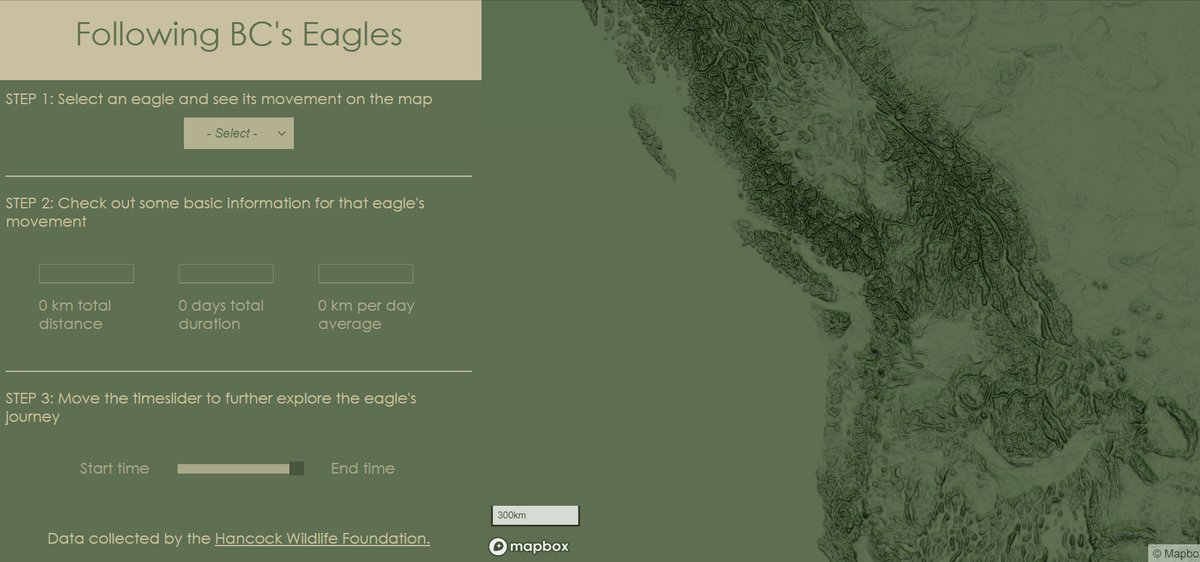 Following BC's Eagles
STEP 1: Select an eagle and see its movement on the map
- Select -
STEP 2: Check out some basic information for that eagle's
movement
0 km total
distance
0 days total
duration
0 km per day
average
STEP 3: Move the timeslider to further explore the eagle's
journey
Start time
End time
Data collected by the Hancock Wildlife Foundation.
300km
mapbox
© Mapbo